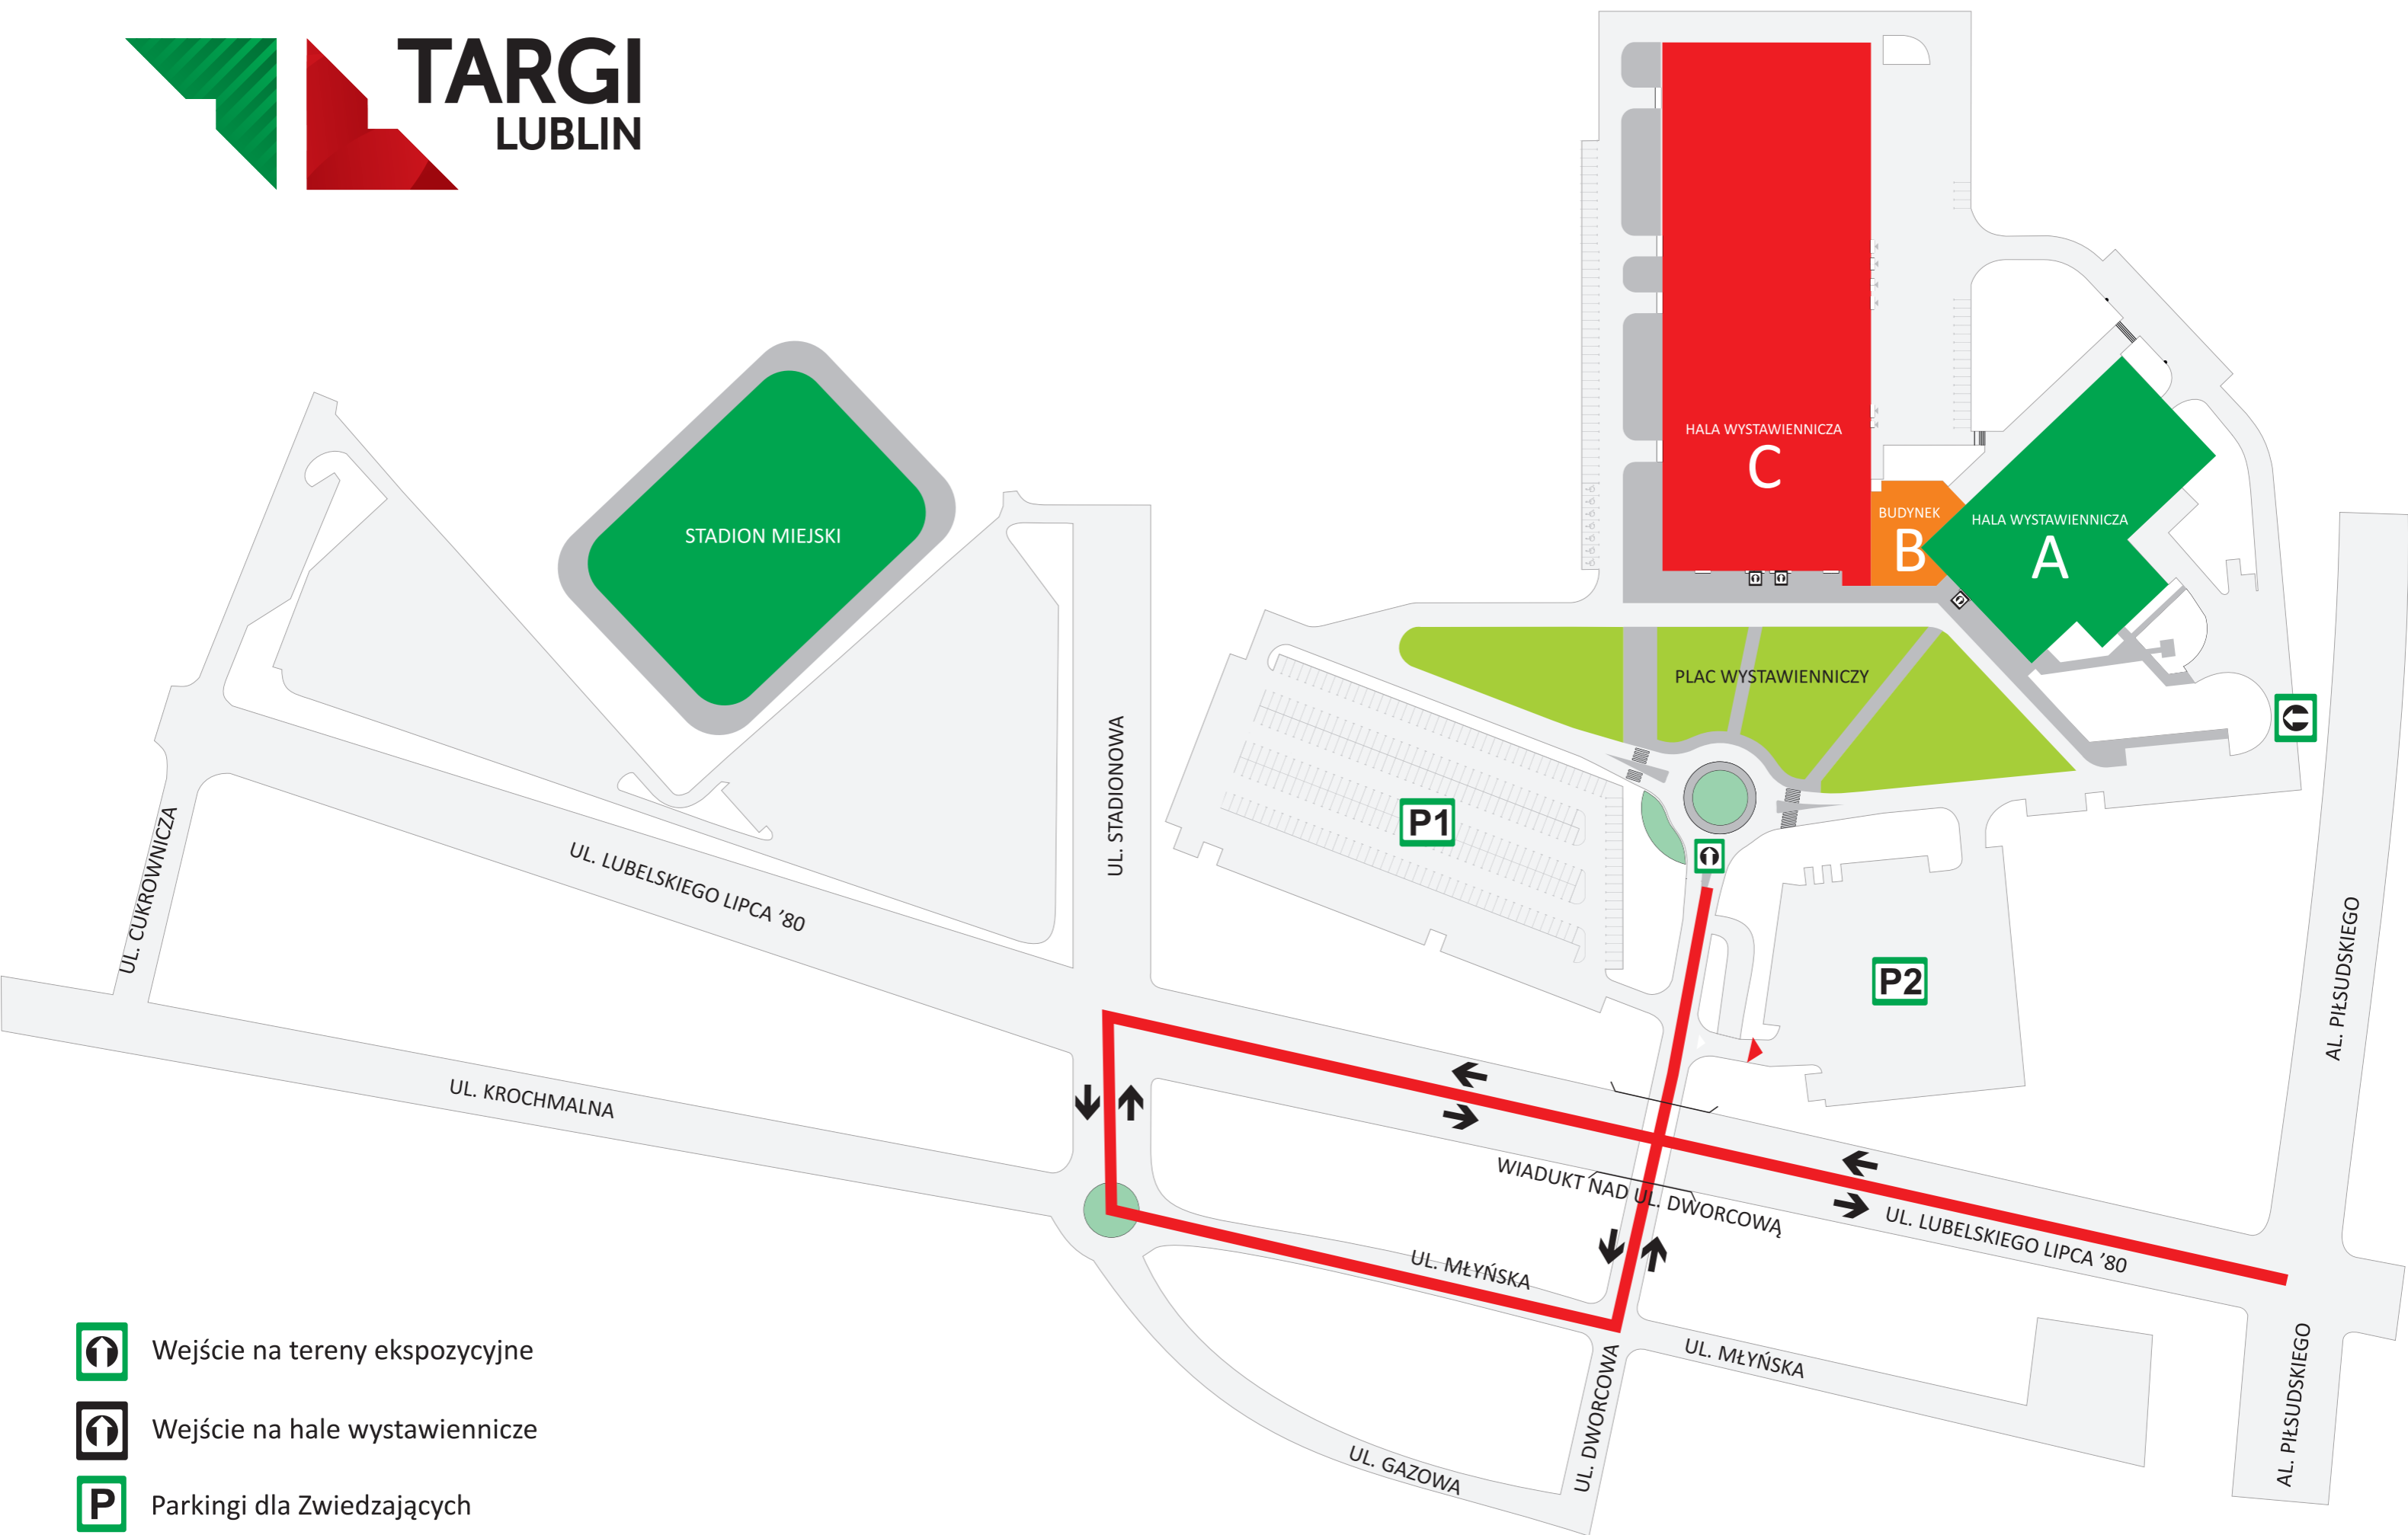 TARGI
LUBLIN
HALA WYSTAWIENNICZA
C
BUDYNEK
B
HALA WYSTAWIENNICZA
A
STADION MIEJSKI
PLAC WYSTAWIENNICZY
UL. STADIONOWA
P1
P2
UL. CUKROWNICZA
UL. LUBELSKIEGO LIPCA ’80
AL. PIŁSUDSKIEGO
UL. KROCHMALNA
WIADUKT NAD UL. DWORCOWĄ
UL. LUBELSKIEGO LIPCA ’80
UL. MŁYŃSKA
UL. MŁYŃSKA
UL. DWORCOWA
UL. GAZOWA
AL. PIŁSUDSKIEGO
Wejście na tereny ekspozycyjne
Wejście na hale wystawiennicze
P Parkingi dla Zwiedzających